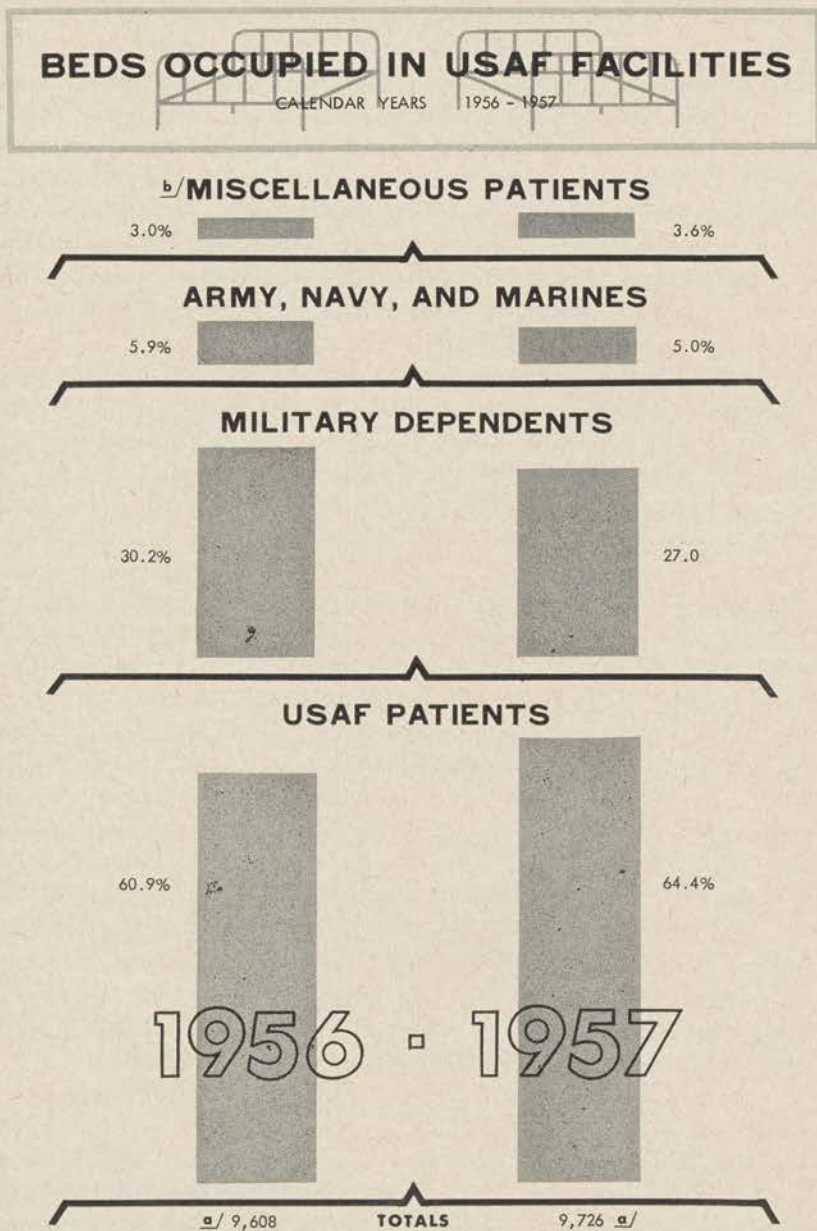 BEDS OCCUPIED IN USAF FACILITIES
CALENDAR YEARS 1956 - 1957
b/ MISCELLANEOUS PATIENTS
3.0% 3.6%
ARMY, NAVY, AND MARINES
5.9% 5.0%
MILITARY DEPENDENTS
30.2% 27.0
USAF PATIENTS
60.9% 64.4%
1956 - 1957
a/ 9,608 TOTALS 9,726 a/